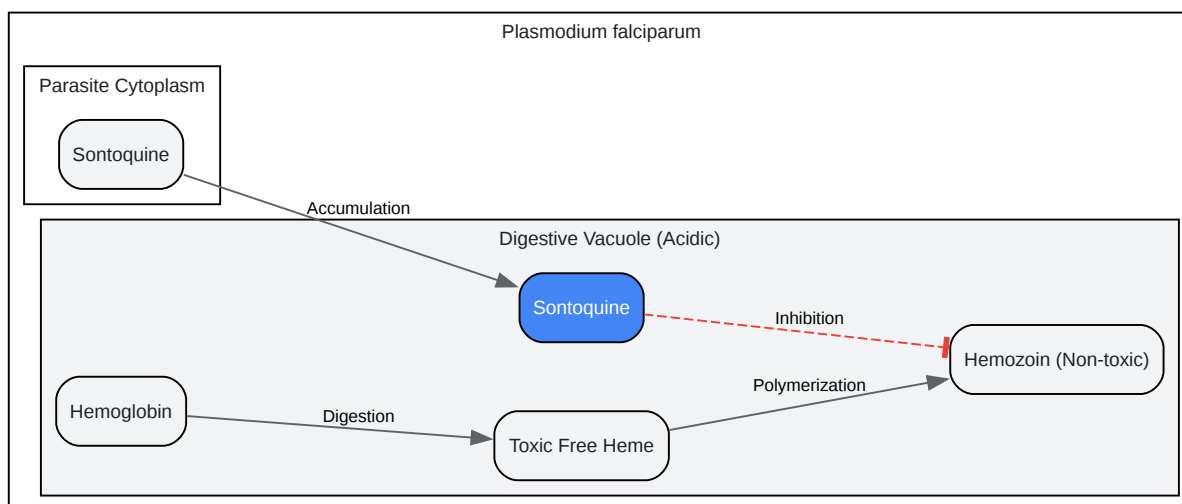 Plasmodium falciparum
Parasite Cytoplasm
Sontoquine
Accumulation
Digestive Vacuole (Acidic)
Sontoquine
Inhibition
Hemozoin (Non-toxic)
Polymerization
Hemoglobin
Digestion
Toxic Free Heme